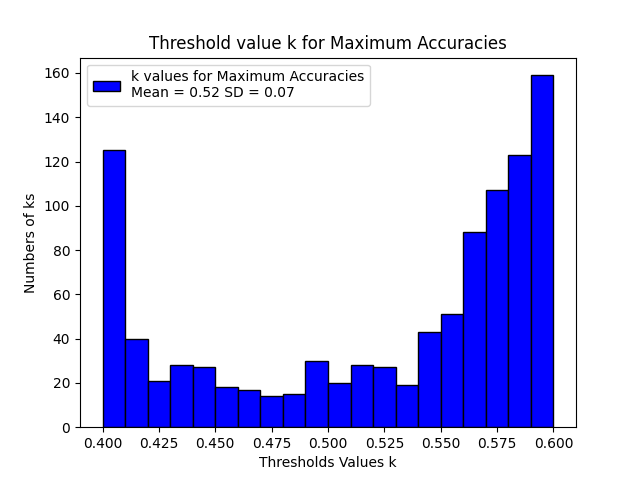 Threshold value k for Maximum Accuracies
k values for Maximum Accuracies
Mean = 0.52 SD = 0.07
160
140
120
100
80
60
40
20
0
Numbers of ks
0.400 0.425 0.450 0.475 0.500 0.525 0.550 0.575 0.600
Thresholds Values k